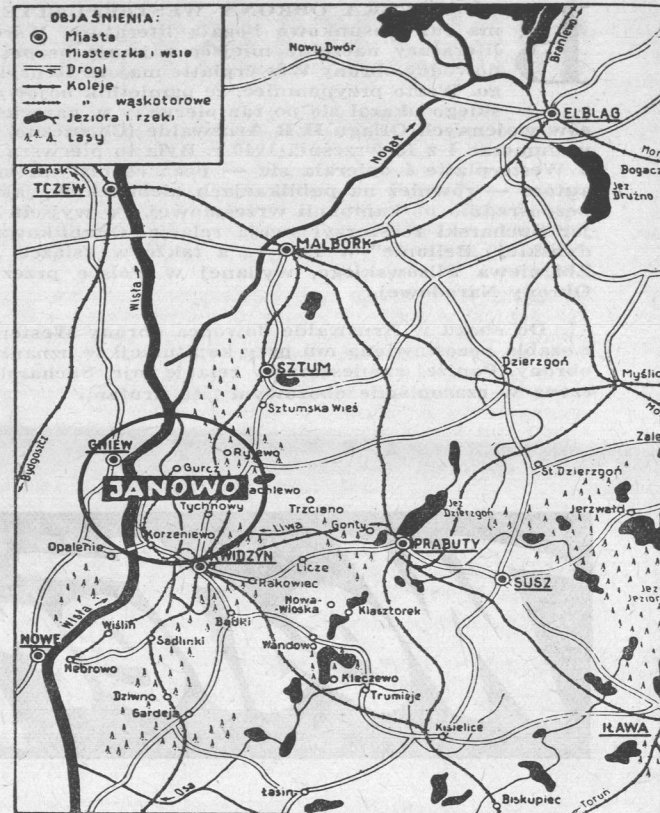 OBJAŚNIENIA:
Miasta
Miasteczka i wsie
Drogi
Koleje
" wąskotorowe
Jeziora i rzeki
Lasy
Nowy Dwór
Braniewo
ELBLĄG
Nogat
Gdańsk
TCZEW
Jez.
Drużno
MALBORK
Wisła
SZTUM
Dzierzgoń
Sztumska Wieś
GNIEW
Bydgoszcz
Ryjewo
Gurcz
St. Dzierzgoń
JANOWO
Trzciano
Jez.
Dzierzgoń
Jerzwałd
Tychnowy
Liwa
Gonty
Korzeniewo
Opalenie
KWIDZYN
PRABUTY
Licze
Rakowiec
SUSZ
Nowa-
Wioska
Klasztorek
Wisła
Wiślin
Bądki
NOWE
Sadlinki
Wandowo
Nebrowo
Kleczewo
Dziwno
Trumieje
Gardeja
Kisielice
IŁAWA
Osa
Łasin
Biskupiec
Toruń